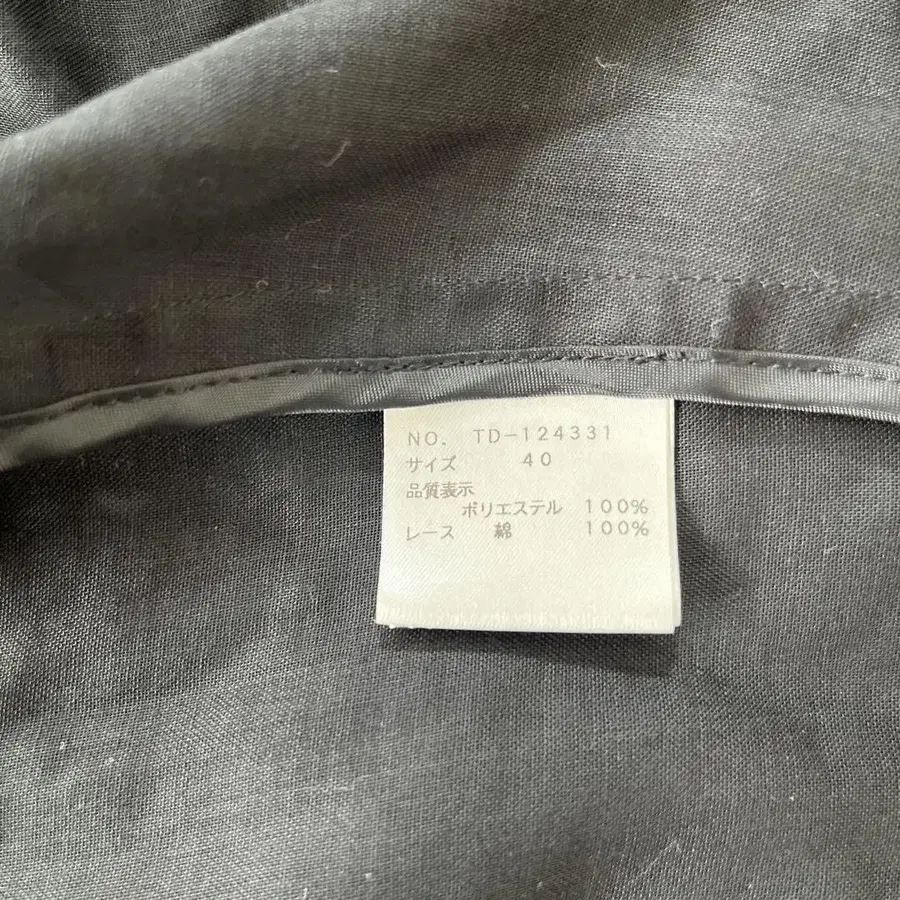 NO. TD-124331
サイズ 40
品質表示
ポリエステル 100%
レース 綿 100%